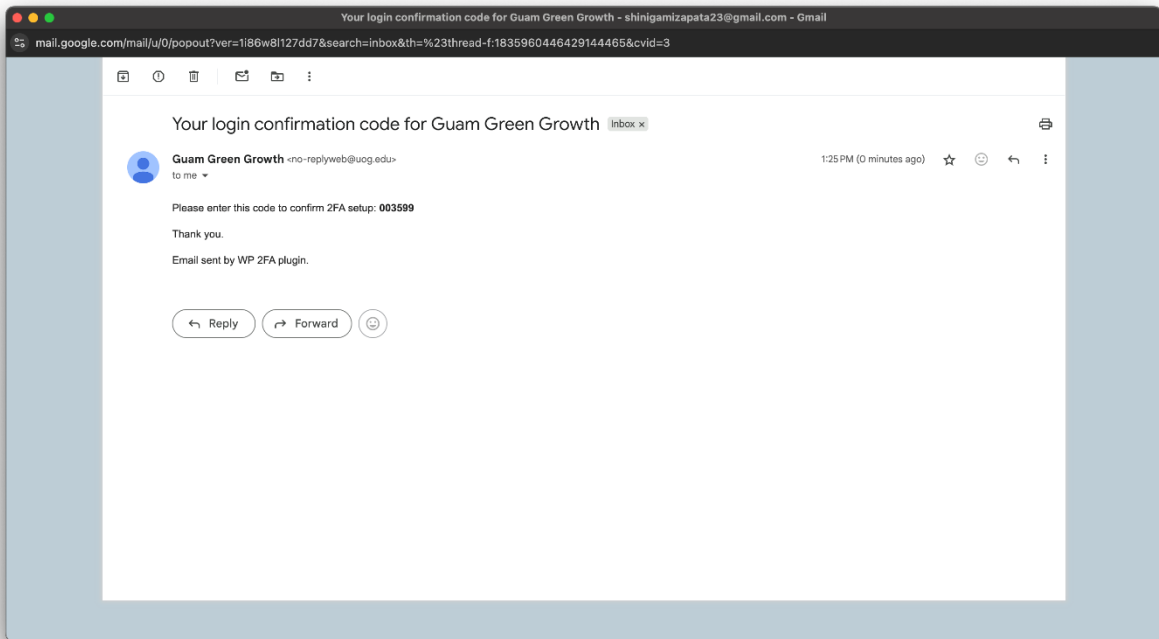 Your login confirmation code for Guam Green Growth - shinigamizapata23@gmail.com - Gmail
mail.google.com/mail/u/0/popout?ver=1i86w8l127dd7&search=inbox&th=%23thread-f:1835960446429144465&cvid=3
Your login confirmation code for Guam Green Growth Inbox ×
Guam Green Growth <no-replyweb@uog.edu> 1:25 PM (0 minutes ago)
to me
Please enter this code to confirm 2FA setup: 003599
Thank you.
Email sent by WP 2FA plugin.
Reply Forward